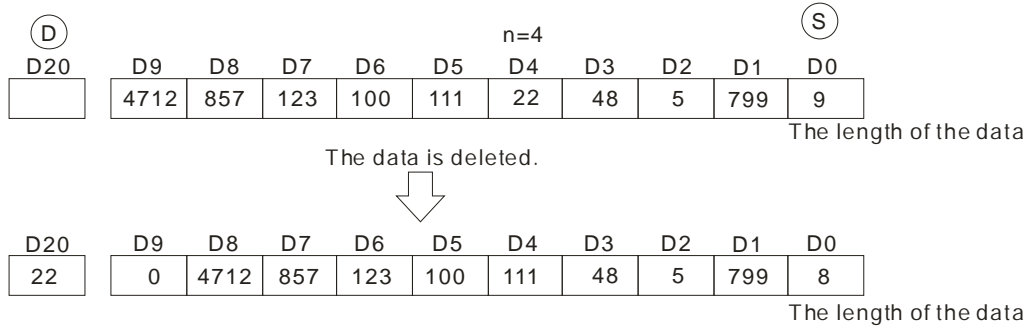 D n=4 S
D20 D9 D8 D7 D6 D5 D4 D3 D2 D1 D0
4712 857 123 100 111 22 48 5 799 9
The length of the data
The data is deleted.
D20 D9 D8 D7 D6 D5 D4 D3 D2 D1 D0
22 0 4712 857 123 100 111 48 5 799 8
The length of the data